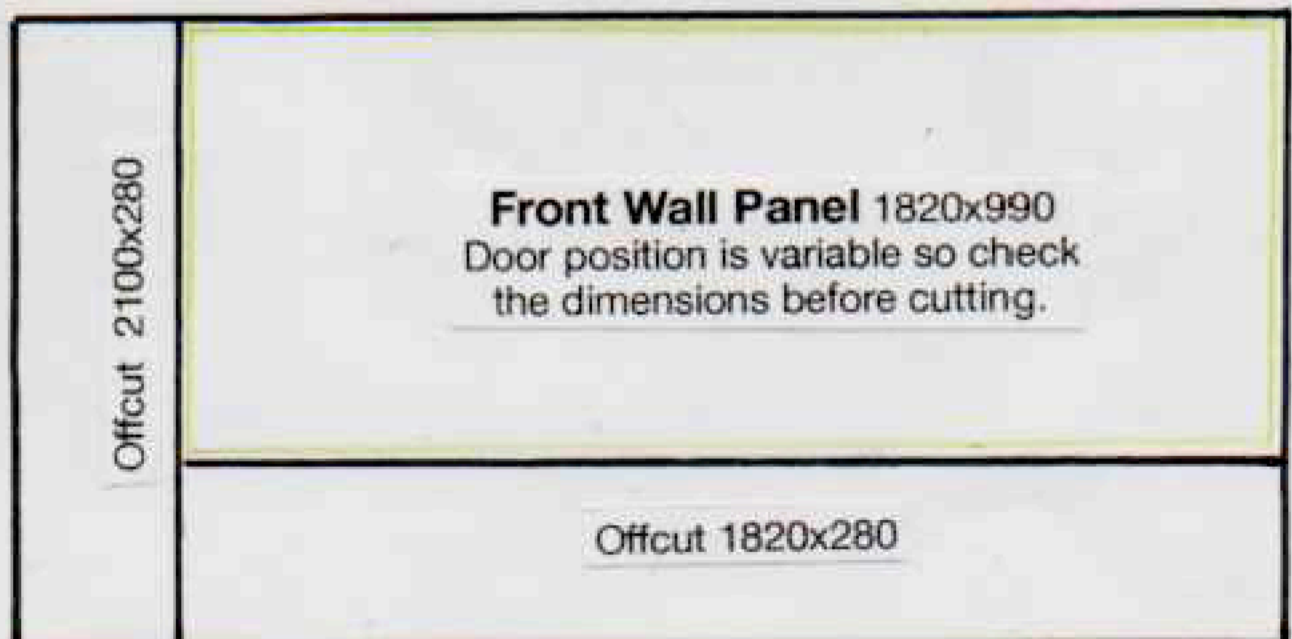 Offcut 2100x280
Front Wall Panel 1820x990
Door position is variable so check
the dimensions before cutting.
Offcut 1820x280